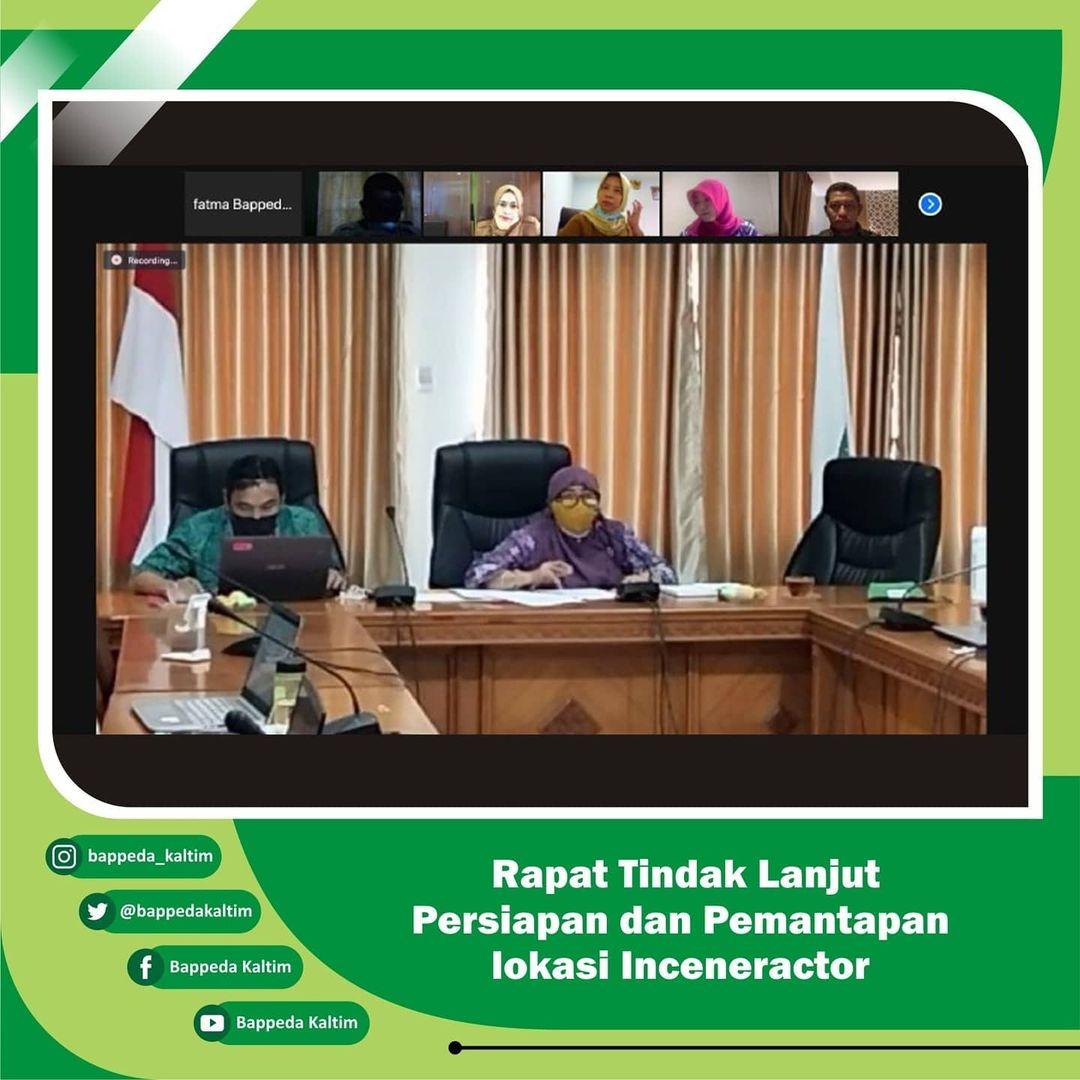 fatma Bapped...
Recording...
bappeda_kaltim
@bappedakaltim
Bappeda Kaltim
Bappeda Kaltim
Rapat Tindak Lanjut
Persiapan dan Pemantapan
lokasi Inceneractor